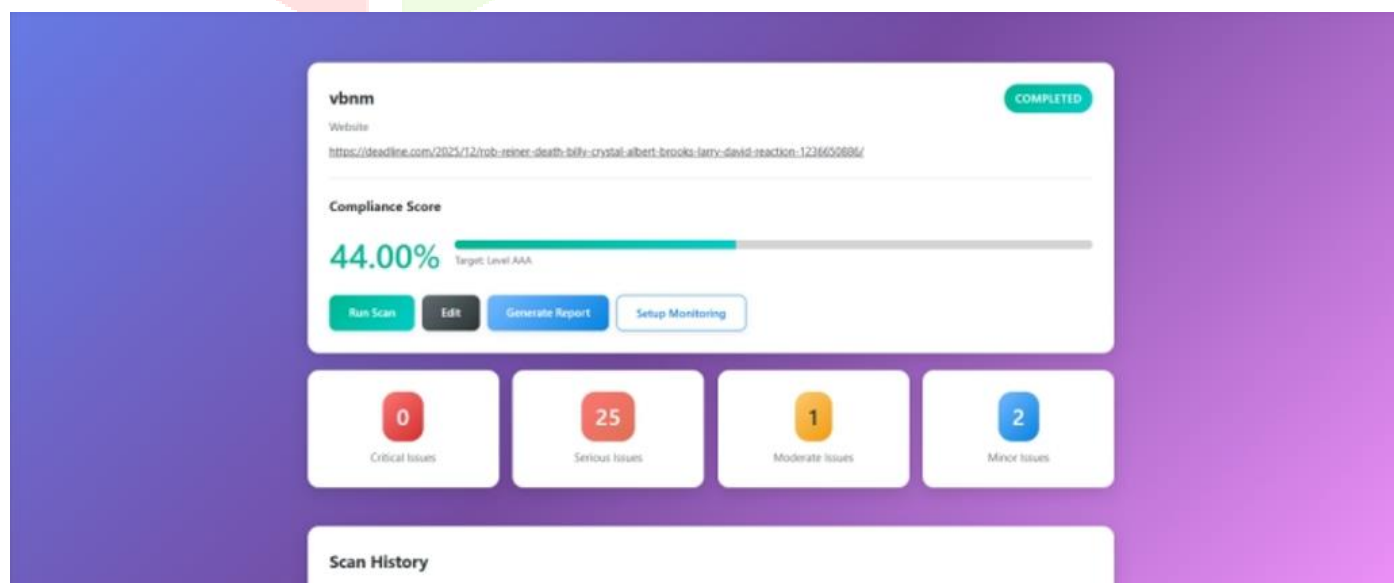 vbnm
COMPLETED
Website
https://deadline.com/2025/12/rob-reiner-death-billy-crystal-albert-brooks-larry-david-reaction-1236650886/
Compliance Score
44.00%
Target: Level AAA
Run Scan
Edit
Generate Report
Setup Monitoring
0
25
1
2
Critical Issues
Serious Issues
Moderate Issues
Minor Issues
Scan History